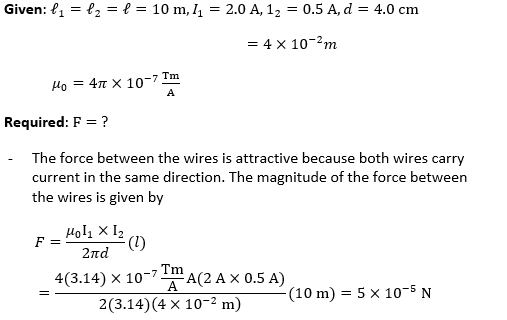 Given: ℓ₁ = ℓ₂ = ℓ = 10 m, I₁ = 2.0 A, 1₂ = 0.5 A, d = 4.0 cm
= 4 × 10⁻² m
μ₀ = 4π × 10⁻⁷ Tm/A
Required: F = ?
- The force between the wires is attractive because both wires carry
current in the same direction. The magnitude of the force between
the wires is given by
F = μ₀I₁ × I₂ / 2πd (l)
= 4(3.14) × 10⁻⁷ Tm/A A(2 A × 0.5 A) / 2(3.14)(4 × 10⁻² m) (10 m) = 5 × 10⁻⁵ N